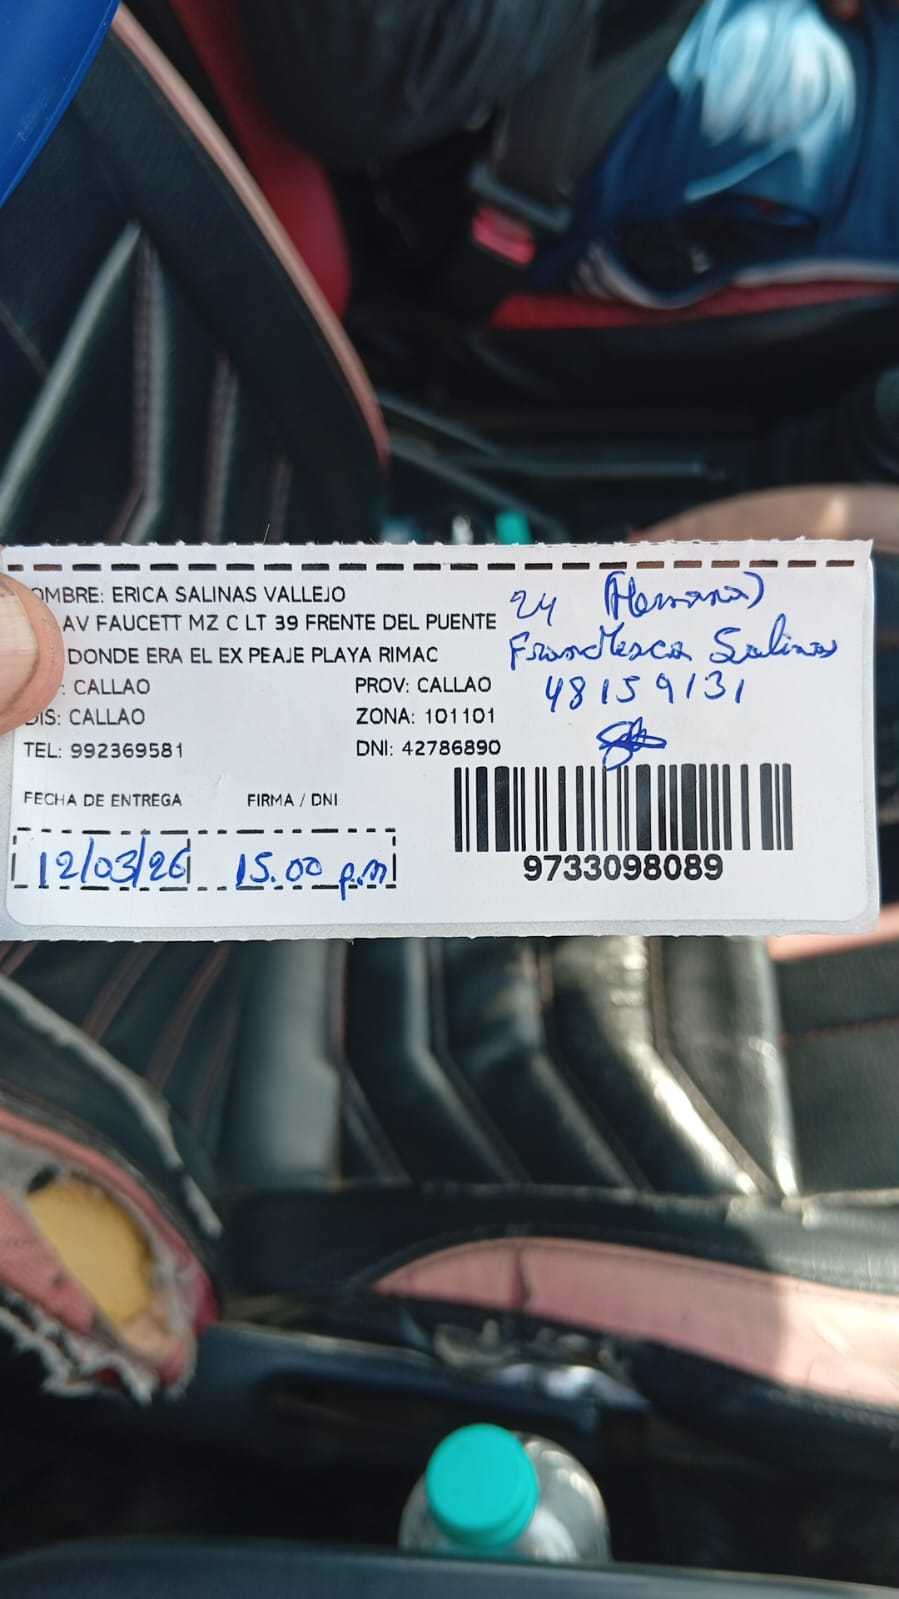 OMBRE: ERICA SALINAS VALLEJO
AV FAUCETT MZ C LT 39 FRENTE DEL PUENTE
DONDE ERA EL EX PEAJE PLAYA RIMAC
: CALLAO PROV: CALLAO
DIS: CALLAO ZONA: 101101
TEL: 992369581 DNI: 42786890
FECHA DE ENTREGA FIRMA / DNI
12/03/26 15.00 p.m
24 (Hermana)
Franchesca Salinas
48159131
9733098089